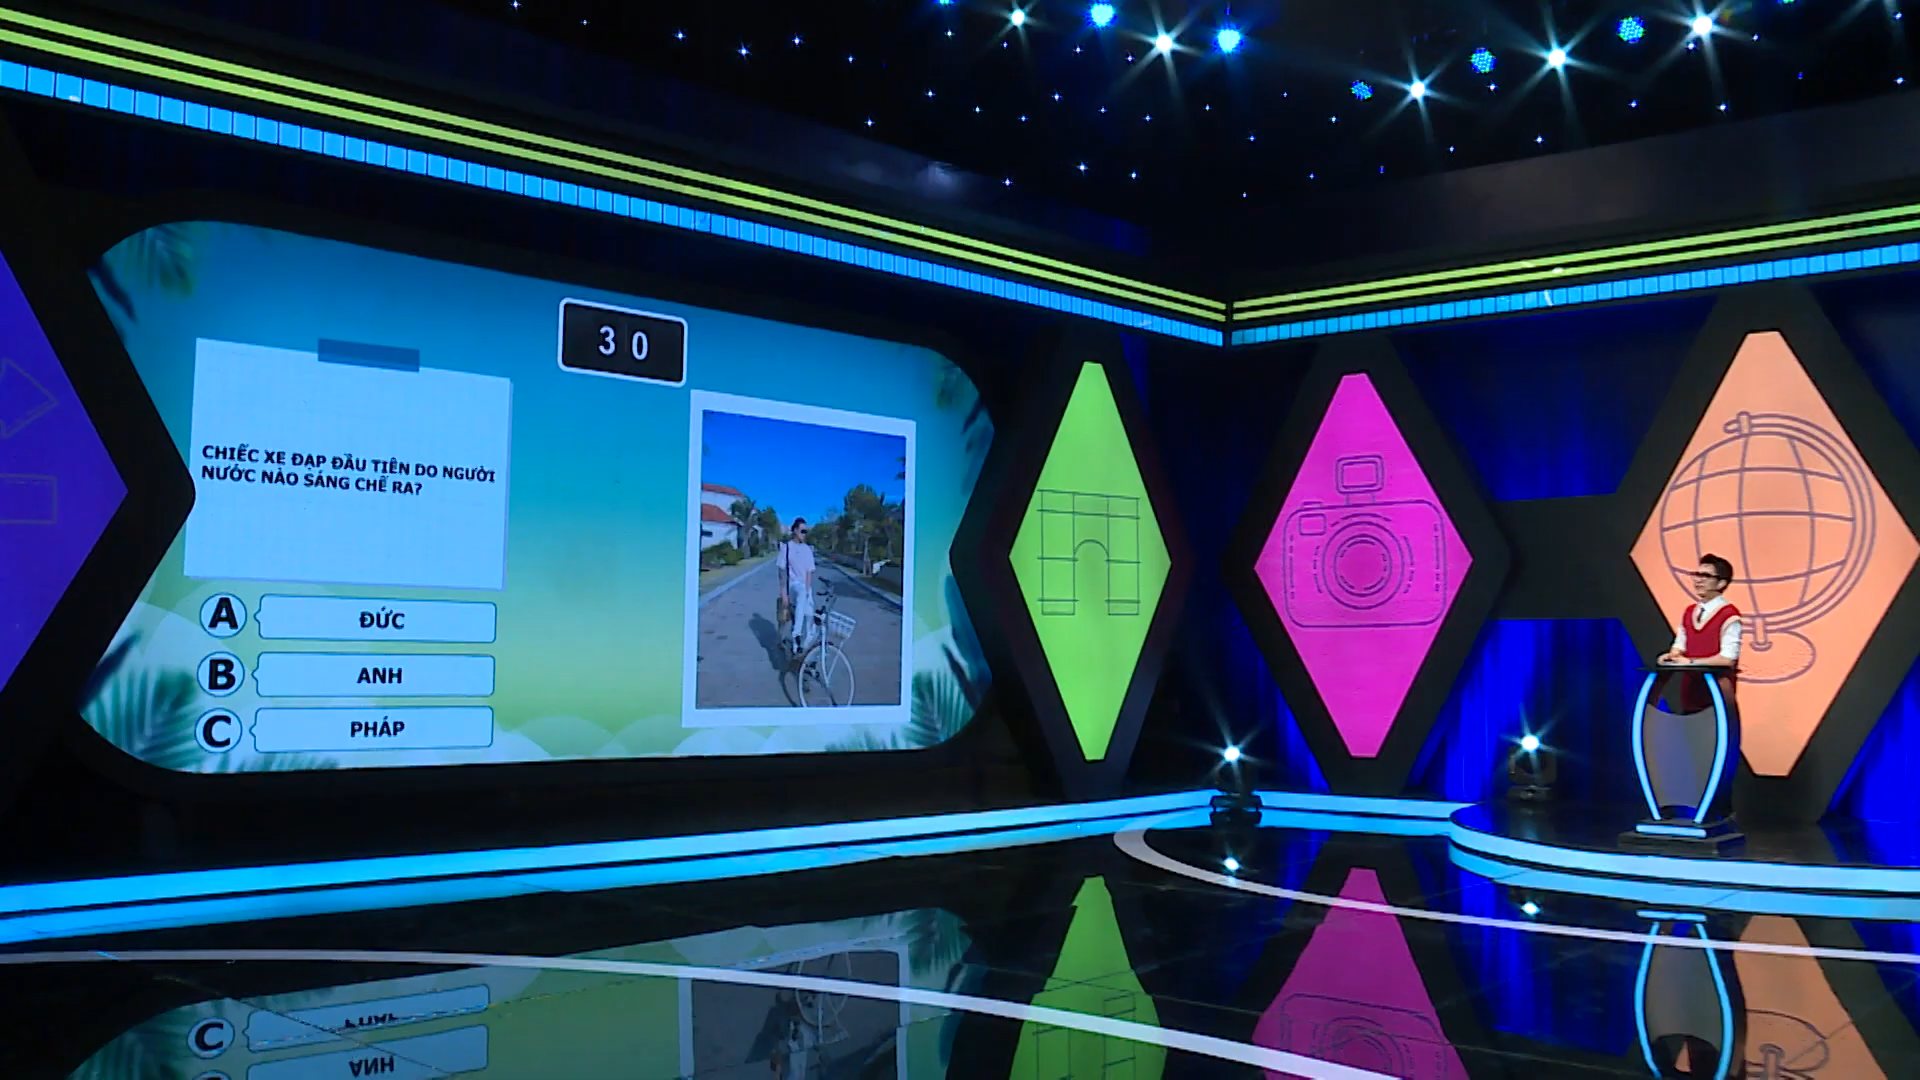 30
CHIẾC XE ĐẠP ĐẦU TIÊN DO NGƯỜI
NƯỚC NÀO SÁNG CHẾ RA?
A ĐỨC
B ANH
C PHÁP